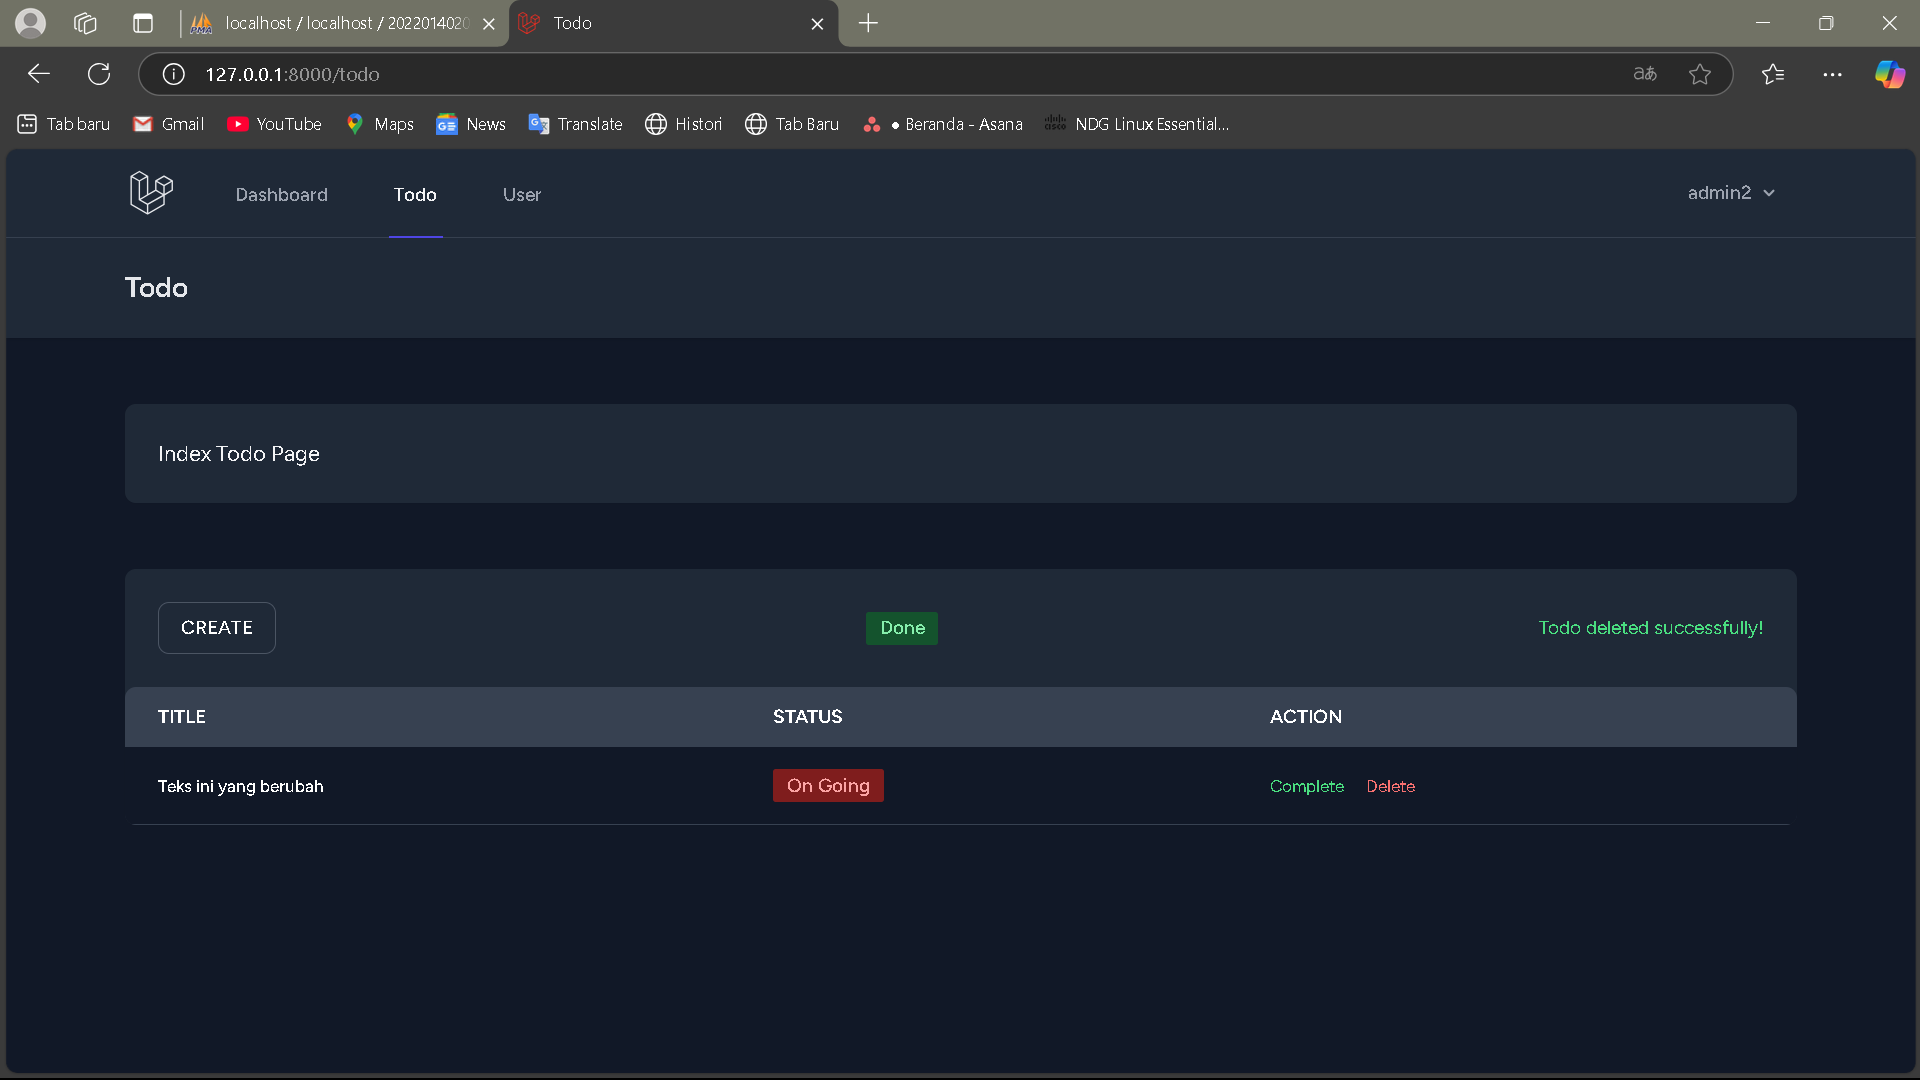 localhost / localhost / 2022014020
Todo
127.0.0.1:8000/todo
Tab baru
Gmail
YouTube
Maps
News
Translate
Histori
Tab Baru
● Beranda - Asana
NDG Linux Essential...
Dashboard
Todo
User
admin2
Todo
Index Todo Page
CREATE
Done
Todo deleted successfully!
TITLE
STATUS
ACTION
Teks ini yang berubah
On Going
Complete
Delete